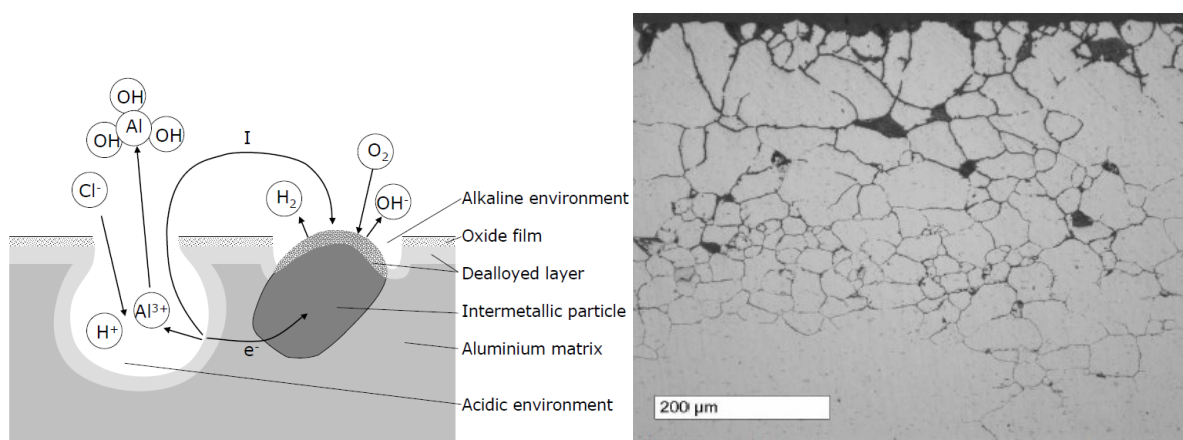 OH
OH
Al
OH
Cl-
I
O2
H2
OH-
Al3+
H+
e-
Alkaline environment
Oxide film
Dealloyed layer
Intermetallic particle
Aluminium matrix
Acidic environment
200 µm